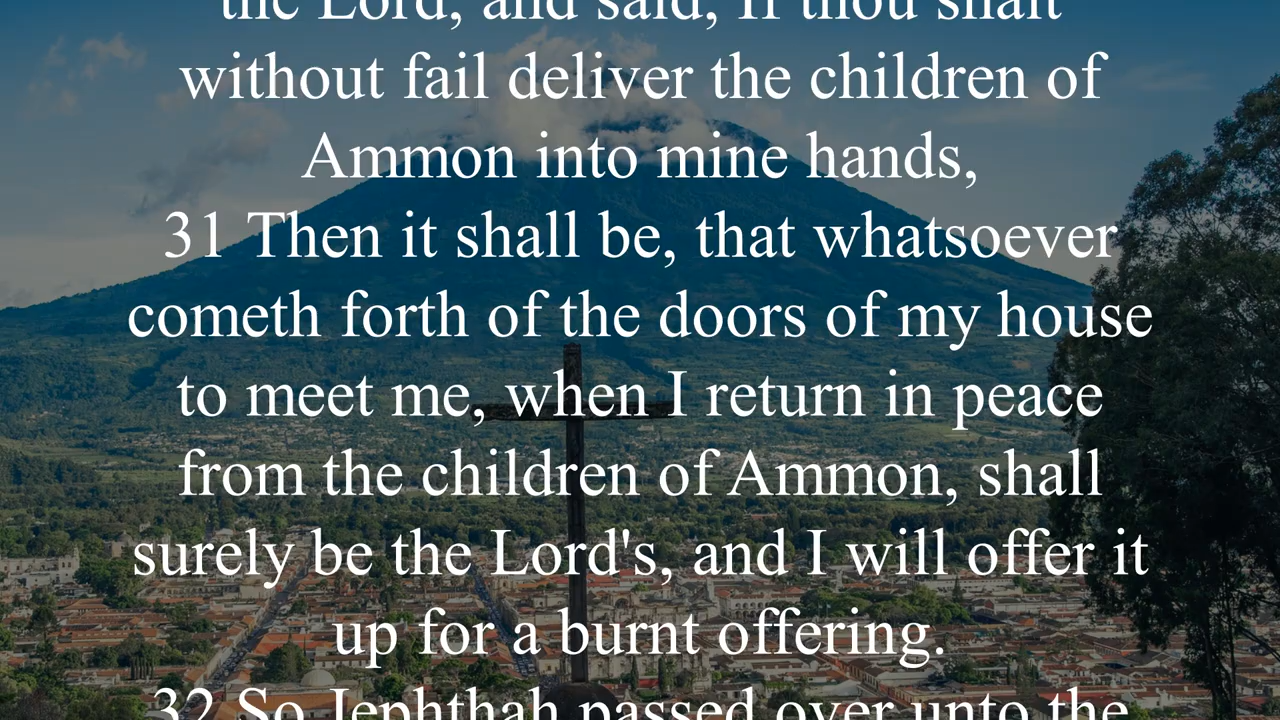 the Lord, and said, If thou shalt
without fail deliver the children of
Ammon into mine hands,
31 Then it shall be, that whatsoever
cometh forth of the doors of my house
to meet me, when I return in peace
from the children of Ammon, shall
surely be the Lord's, and I will offer it
up for a burnt offering.
32 So Jephthah passed over unto the